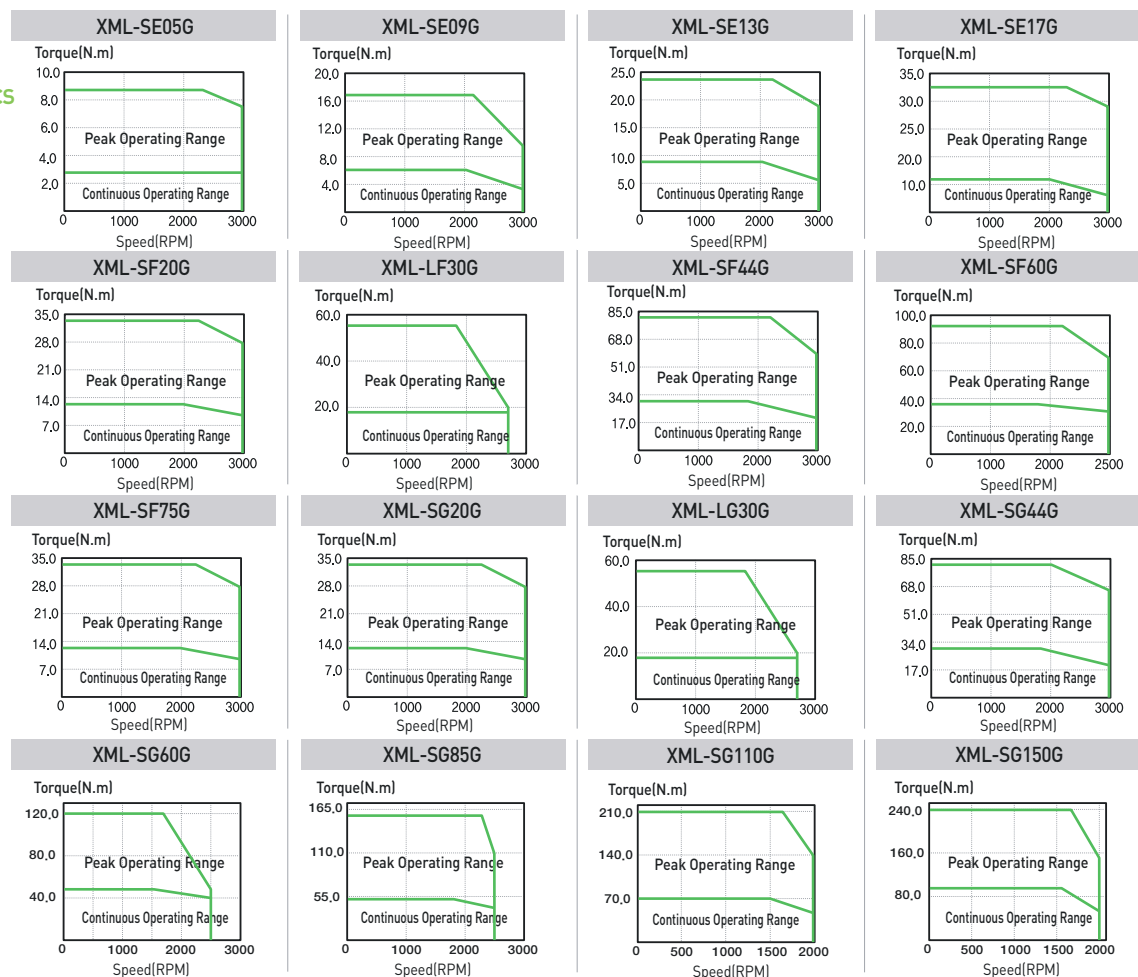 cs
XML-SE05G
Torque(N.m)
10.0
8.0
6.0
4.0
2.0
Peak Operating Range
Continuous Operating Range
0 1000 2000 3000
Speed(RPM)
XML-SE09G
Torque(N.m)
20.0
16.0
12.0
8.0
4.0
Peak Operating Range
Continuous Operating Range
0 1000 2000 3000
Speed(RPM)
XML-SE13G
Torque(N.m)
25.0
20.0
15.0
10.0
5.0
Peak Operating Range
Continuous Operating Range
0 1000 2000 3000
Speed(RPM)
XML-SE17G
Torque(N.m)
35.0
30.0
20.0
10.0
Peak Operating Range
Continuous Operating Range
0 1000 2000 3000
Speed(RPM)
XML-SF20G
Torque(N.m)
35.0
28.0
21.0
14.0
7.0
Peak Operating Range
Continuous Operating Range
0 1000 2000 3000
Speed(RPM)
XML-LF30G
Torque(N.m)
60.0
40.0
20.0
Peak Operating Range
Continuous Operating Range
0 1000 2000 3000
Speed(RPM)
XML-SF44G
Torque(N.m)
85.0
68.0
51.0
34.0
17.0
Peak Operating Range
Continuous Operating Range
0 1000 2000 3000
Speed(RPM)
XML-SF60G
Torque(N.m)
100.0
80.0
60.0
40.0
20.0
Peak Operating Range
Continuous Operating Range
0 1000 2000 2500
Speed(RPM)
XML-SF75G
Torque(N.m)
35.0
28.0
21.0
14.0
7.0
Peak Operating Range
Continuous Operating Range
0 1000 2000 3000
Speed(RPM)
XML-SG20G
Torque(N.m)
35.0
28.0
21.0
14.0
7.0
Peak Operating Range
Continuous Operating Range
0 1000 2000 3000
Speed(RPM)
XML-LG30G
Torque(N.m)
60.0
40.0
20.0
Peak Operating Range
Continuous Operating Range
0 1000 2000 3000
Speed(RPM)
XML-SG44G
Torque(N.m)
85.0
68.0
51.0
34.0
17.0
Peak Operating Range
Continuous Operating Range
0 1000 2000 3000
Speed(RPM)
XML-SG60G
Torque(N.m)
120.0
80.0
40.0
Peak Operating Range
Continuous Operating Range
0 1000 2000 3000
Speed(RPM)
XML-SG85G
Torque(N.m)
165.0
110.0
55.0
Peak Operating Range
Continuous Operating Range
0 1000 2000 3000
Speed(RPM)
XML-SG110G
Torque(N.m)
210.0
140.0
70.0
Peak Operating Range
Continuous Operating Range
0 500 1000 1500 2000
Speed(RPM)
XML-SG150G
Torque(N.m)
240.0
160.0
80.0
Peak Operating Range
Continuous Operating Range
0 500 1000 1500 2000
Speed(RPM)